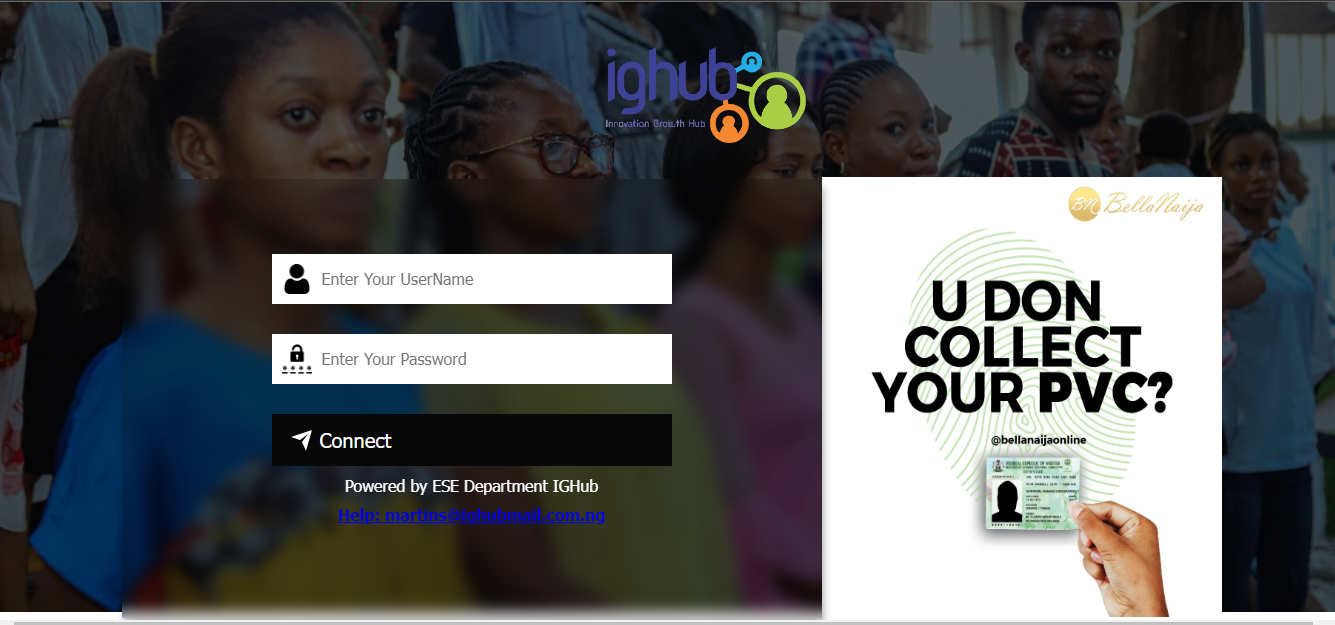 ighub
Innovation Growth Hub
BN BellaNaija
Enter Your UserName
Enter Your Password
Connect
Powered by ESE Department IGHub
Help: martins@ighubmail.com.ng
U DON
COLLECT
YOUR PVC?
@bellanaijaonline